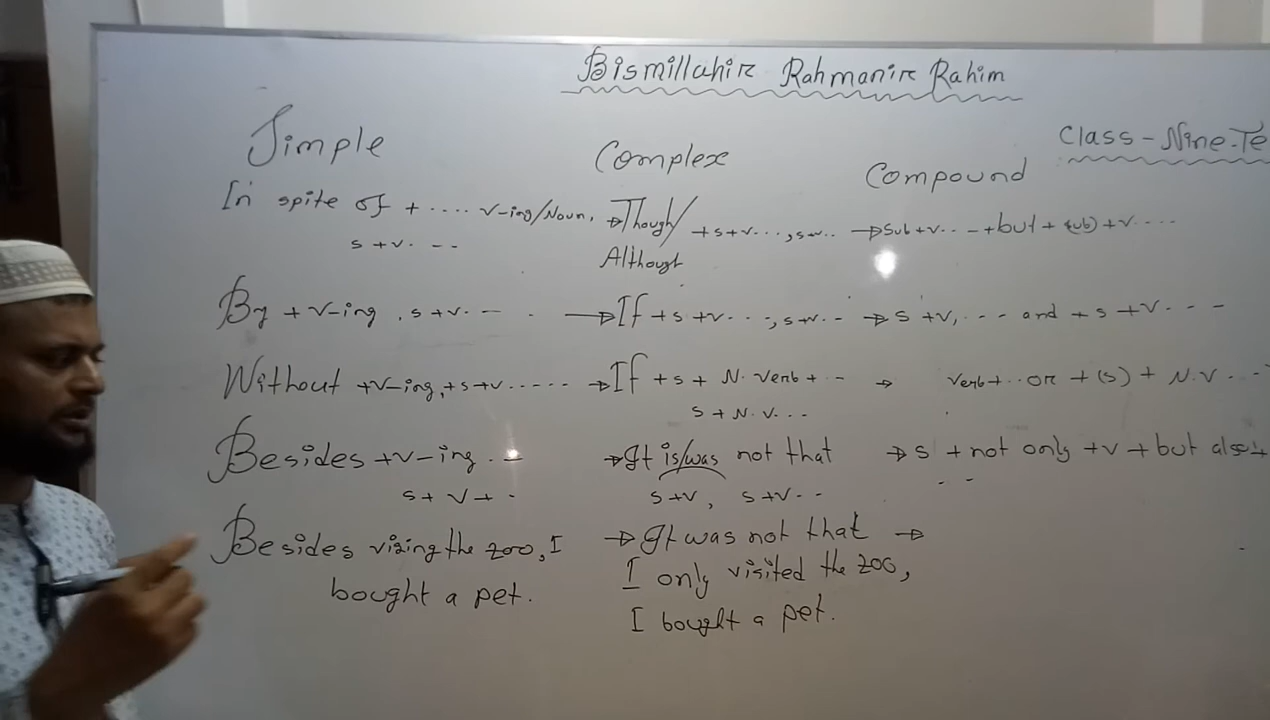 Bismillahir Rahmanir Rahim
Class - Nine-Te
Simple
Complex
Compound
In spite of + .... v-ing/Noun,
s + v. - - -
→ Though/
Although
+ s + v..., s+v..
→ Sub + v.. - + but + (sub) + v ....
By + v-ing, s + v. - - .
→ If + s + v. - - -, s+v. --
→ s + v, - -- and + s + v - - - -
Without + v-ing, + s + v ......
→ If + s + N. verb + - -
s + N. v. . .
→ verb + .. or + (s) + N.V ...
Besides + v-ing . -
s + v + .
→ It is/was not that
s+v, s+v - -
→ s + not only + v + but also +
- -
Besides vizing the zoo, I
bought a pet.
→ It was not that
I only visited the zoo,
I bought a pet.
→